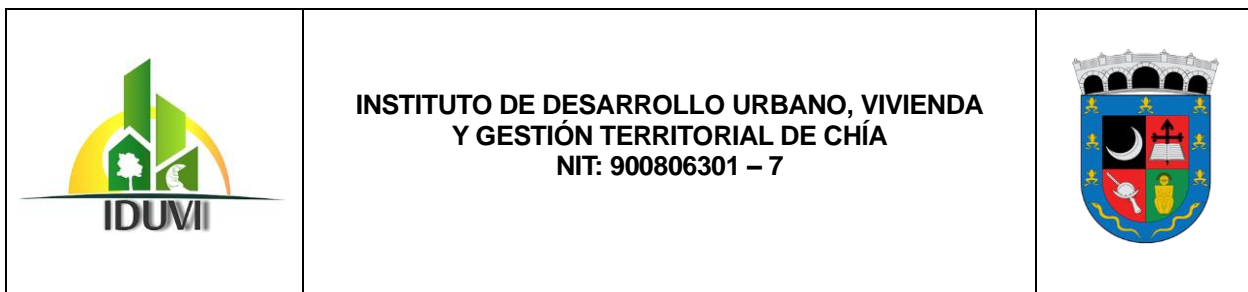 IDUVI
INSTITUTO DE DESARROLLO URBANO, VIVIENDA
Y GESTIÓN TERRITORIAL DE CHÍA
NIT: 900806301 – 7